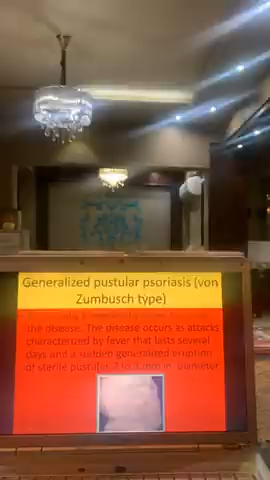 Generalized pustular psoriasis (von
Zumbusch type)
the disease. The disease occurs as attacks
characterized by fever that lasts several
days and a sudden generalized eruption
of sterile pustules 2 to 3 mm in diameter